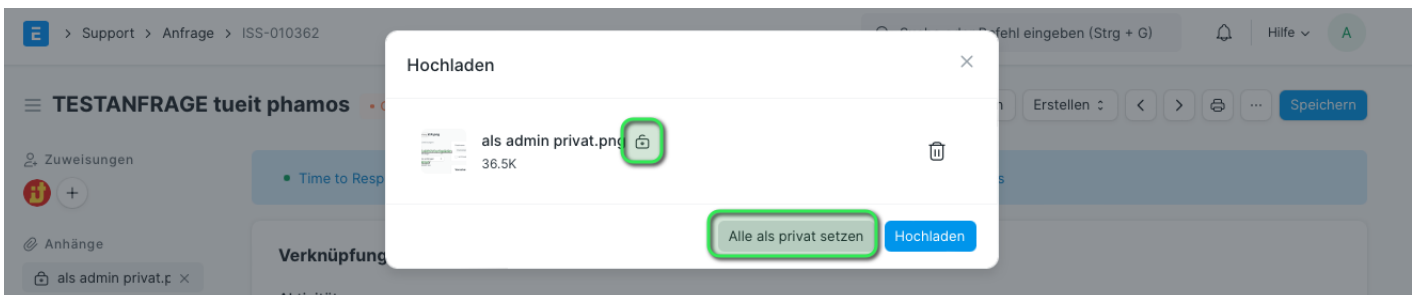 E > Support > Anfrage > ISS-010362
efehl eingeben (Strg + G) Hilfe A
Hochladen
TESTANFRAGE tueit phamos
Erstellen
Speichern
als admin privat.png
36.5K
Zuweisungen
Time to Resp
Anhänge
Alle als privat setzen Hochladen
Verknüpfung
als admin privat.p